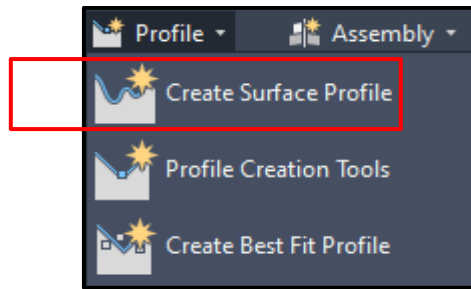 Profile Assembly
Create Surface Profile
Profile Creation Tools
Create Best Fit Profile